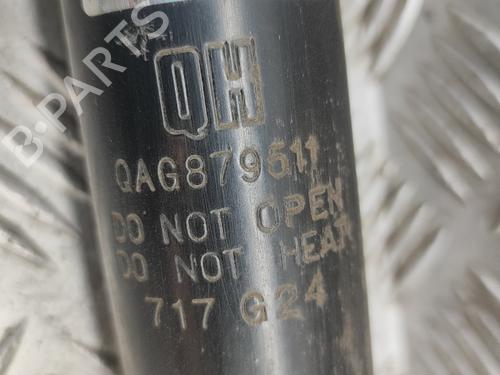 B-PARTS
QH
QAG879511
DO NOT OPEN
DO NOT HEAT
717 G24